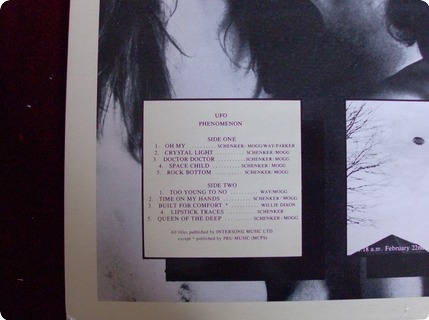 UFO
PHENOMENON
SIDE ONE
1. OH MY .............. SCHENKER/MOGG/WAY/PARKER
2. CRYSTAL LIGHT .......... SCHENKER/MOGG
3. DOCTOR DOCTOR .......... SCHENKER/MOGG
4. SPACE CHILD .......... SCHENKER/MOGG
5. ROCK BOTTOM .......... SCHENKER/MOGG
SIDE TWO
1. TOO YOUNG TO NO .......... WAY/MOGG
2. TIME ON MY HANDS .......... SCHENKER/MOGG
3. BUILT FOR COMFORT * .......... WILLIE DIXON
4. LIPSTICK TRACES .......... SCHENKER
5. QUEEN OF THE DEEP .......... SCHENKER/MOGG
All titles published by INTERSONG MUSIC LTD
except * published by PRU-MUSIC (MCPS)
18 a.m. February 22nd